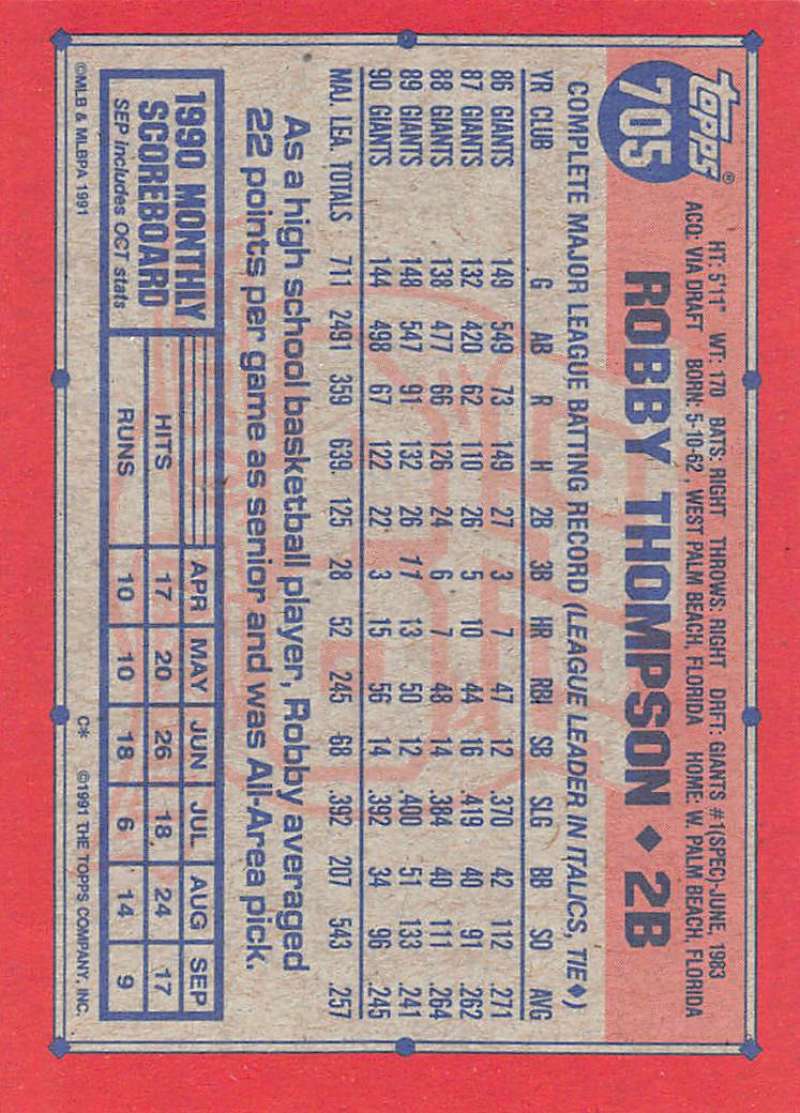 topps®
705
HT: 5'11" WT: 170 BATS: RIGHT THROWS: RIGHT DRFT: GIANTS #1(SPEC)-JUNE, 1983
ACQ: VIA DRAFT BORN: 5-10-62, WEST PALM BEACH, FLORIDA HOME: W. PALM BEACH, FLORIDA
ROBBY THOMPSON ◆ 2B
COMPLETE MAJOR LEAGUE BATTING RECORD (LEAGUE LEADER IN ITALICS, TIE◆)
YR CLUB G AB R H 2B 3B HR RBI SB SLG BB SO AVG
86 GIANTS 149 549 73 149 27 3 7 47 12 .370 42 112 .271
87 GIANTS 132 420 62 110 26 5 10 44 16 .419 40 91 .262
88 GIANTS 138 477 66 126 24 6 7 48 14 .384 40 111 .264
89 GIANTS 148 547 91 132 26 11 13 50 12 .400 51 133 .241
90 GIANTS 144 498 67 122 22 3 15 56 14 .392 34 96 .245
MAJ. LEA. TOTALS 711 2491 359 639 125 28 52 245 68 .392 207 543 .257
As a high school basketball player, Robby averaged
22 points per game as senior and was All-Area pick.
1990 MONTHLY
SCOREBOARD
SEP includes OCT stats
APR MAY JUN JUL AUG SEP
HITS 17 20 26 18 24 17
RUNS 10 10 18 6 14 9
©MLB & MLBPA 1991
C* ©1991 THE TOPPS COMPANY, INC.